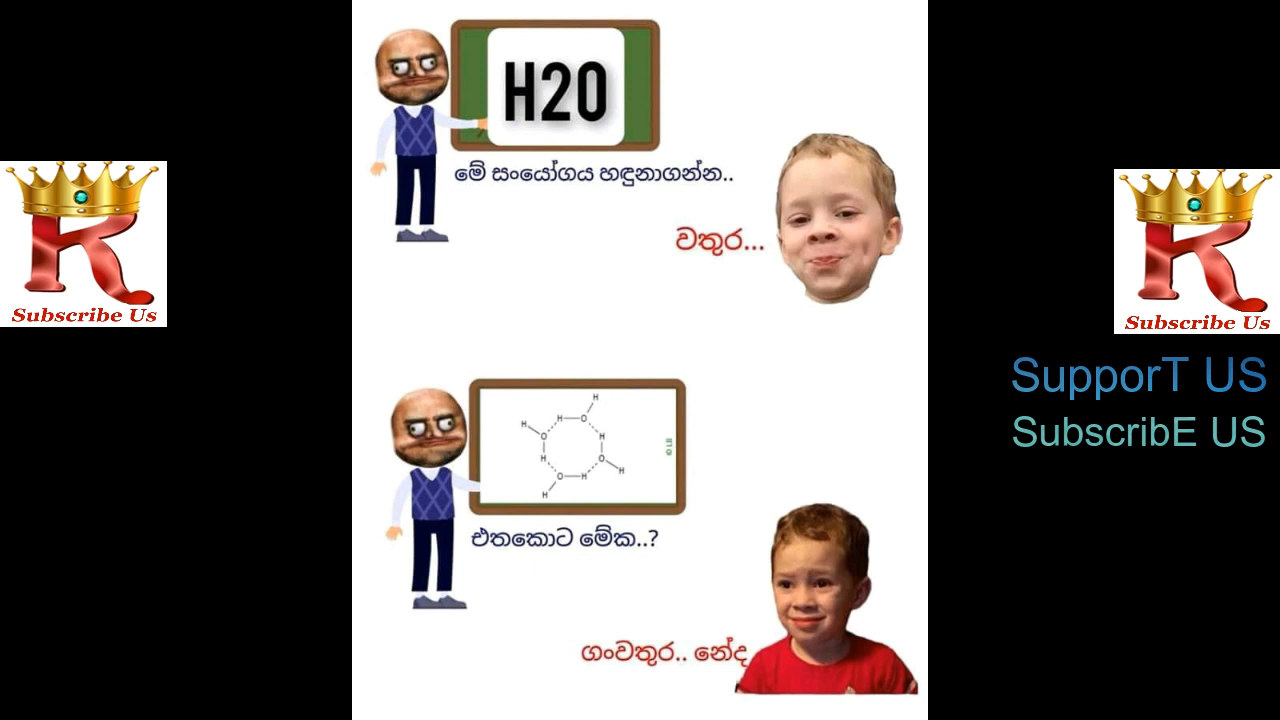 H2O
මේ සංයෝගය හඳුනාගන්න..
වතුර...
Subscribe Us
Subscribe Us
SupporT US
SubscribE US
H
H O
H
H
O
H
O
H
O H
H
H
එතකොට මේක..?
ගංවතුර.. නේද